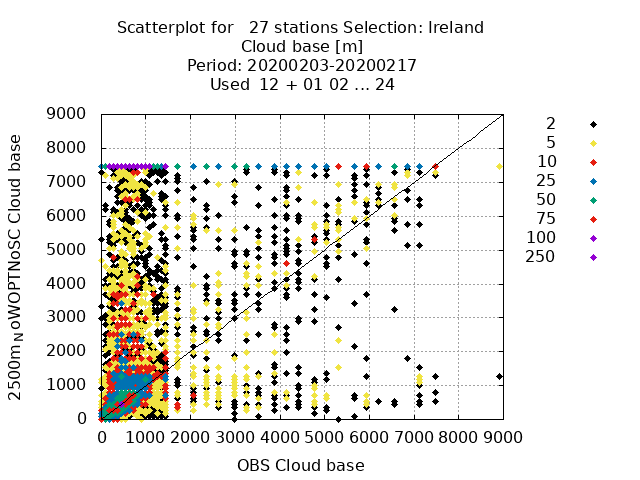 Scatterplot for 27 stations Selection: Ireland
Cloud base [m]
Period: 20200203-20200217
Used 12 + 01 02 ... 24
2500m NoWOPTNoSC Cloud base
9000
8000
7000
6000
5000
4000
3000
2000
1000
0
0 1000 2000 3000 4000 5000 6000 7000 8000 9000
OBS Cloud base
2
5
10
25
50
75
100
250